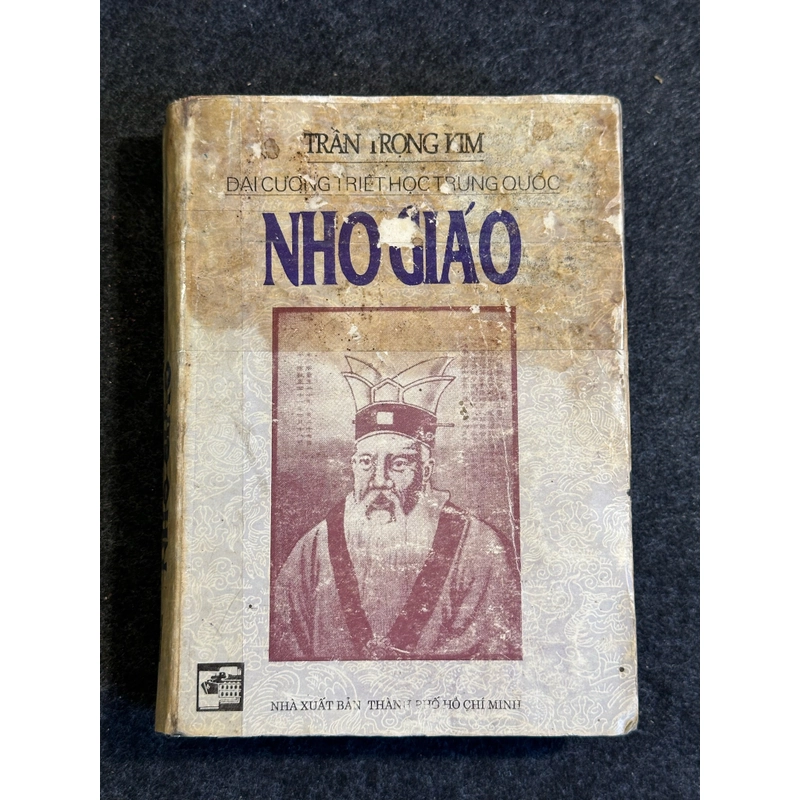 TRẦN TRỌNG KIM
ĐẠI CƯƠNG TRIẾT HỌC TRUNG QUỐC
NHO GIÁO
NHÀ XUẤT BẢN THÀNH PHỐ HỒ CHÍ MINH